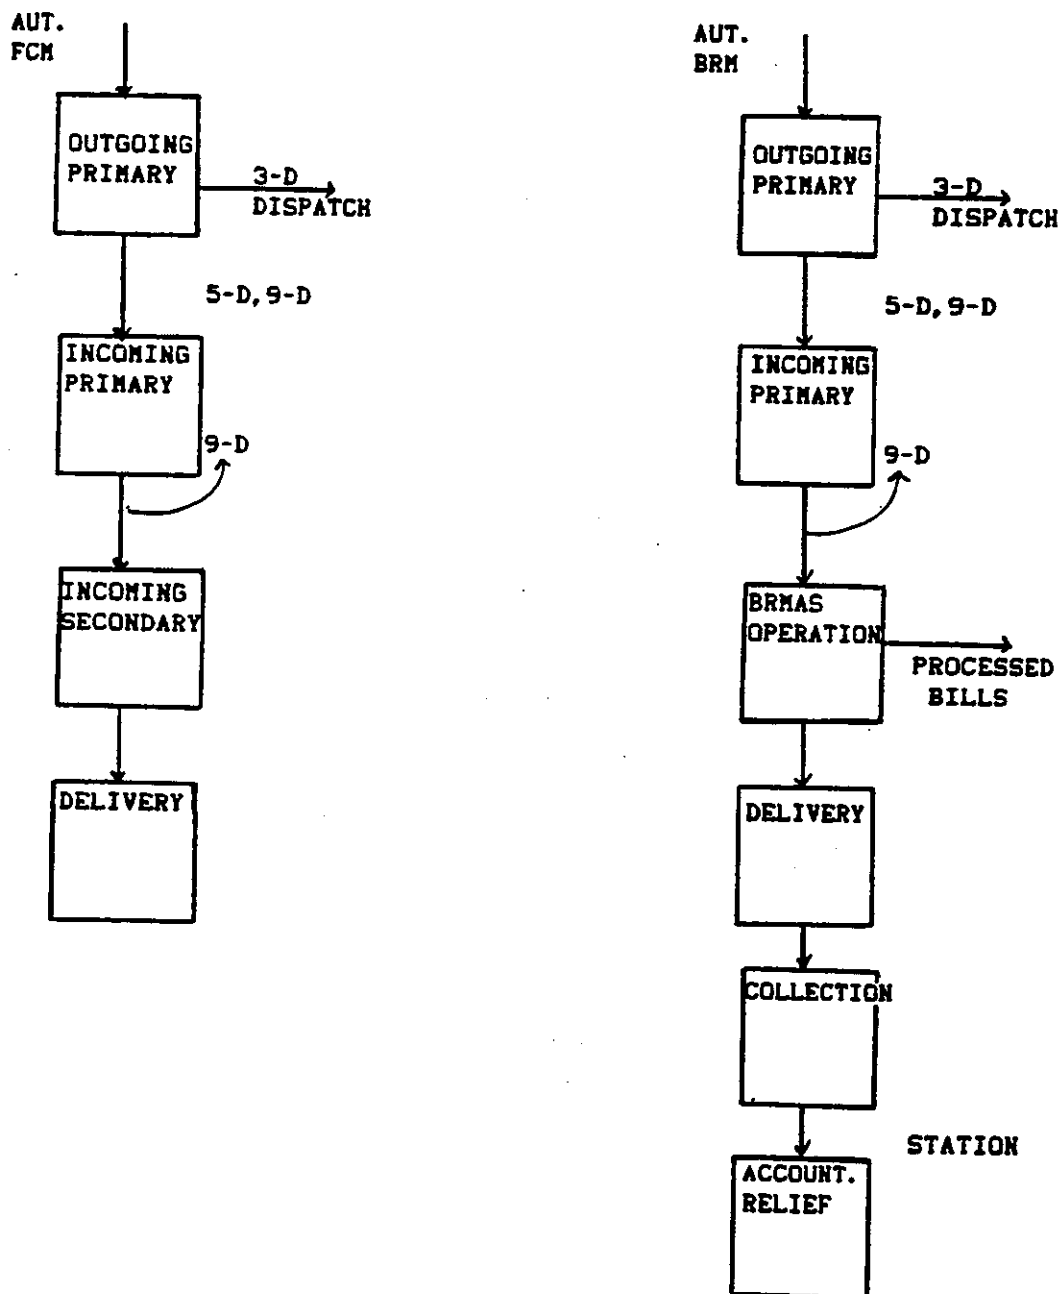 AUT.
FCM
OUTGOING
PRIMARY
3-D
DISPATCH
5-D, 9-D
INCOMING
PRIMARY
9-D
INCOMING
SECONDARY
DELIVERY
AUT.
BRM
OUTGOING
PRIMARY
3-D
DISPATCH
5-D, 9-D
INCOMING
PRIMARY
9-D
BRMAS
OPERATION
PROCESSED
BILLS
DELIVERY
COLLECTION
STATION
ACCOUNT.
RELIEF